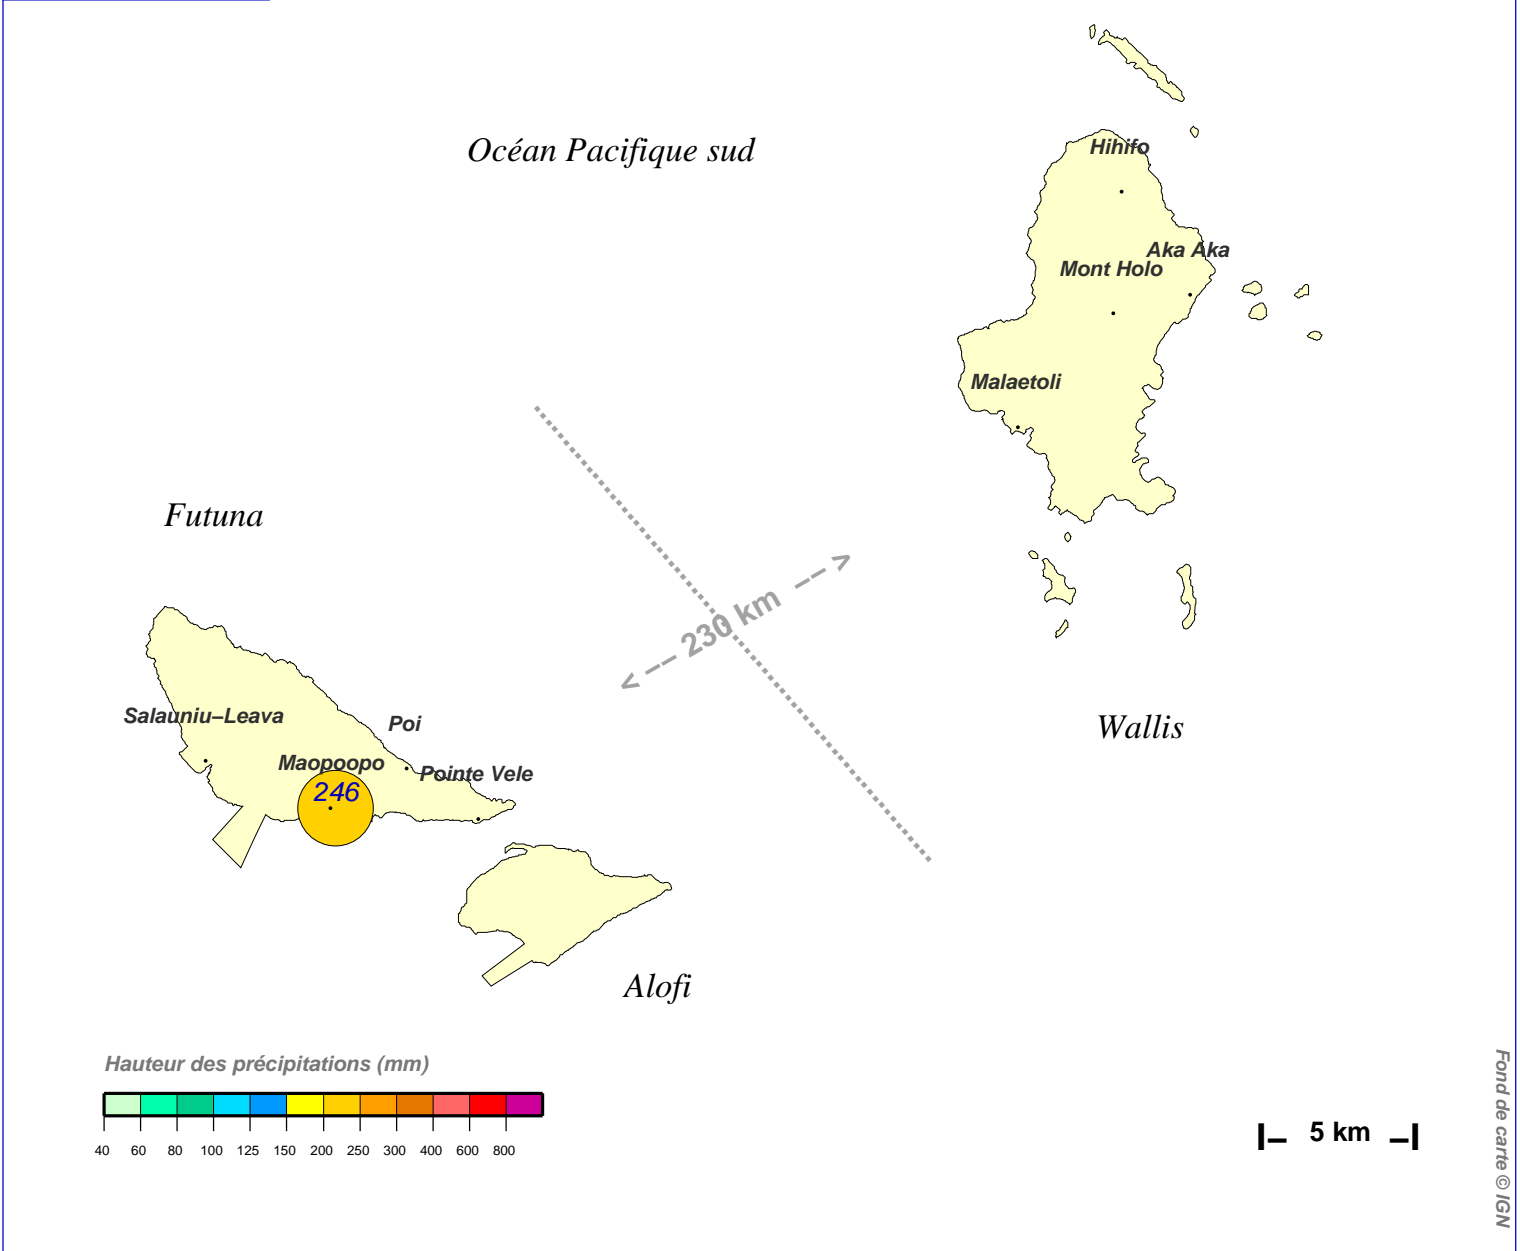 Océan Pacifique sud
Hihifo
Aka Aka
Mont Holo
Malaetoli
Futuna
230 km
Salauniu–Leava
Poi
Wallis
Maopoopo
Pointe Vele
246
Alofi
Hauteur des précipitations (mm)
40 60 80 100 125 150 200 250 300 400 600 800
5 km
Fond de carte © IGN